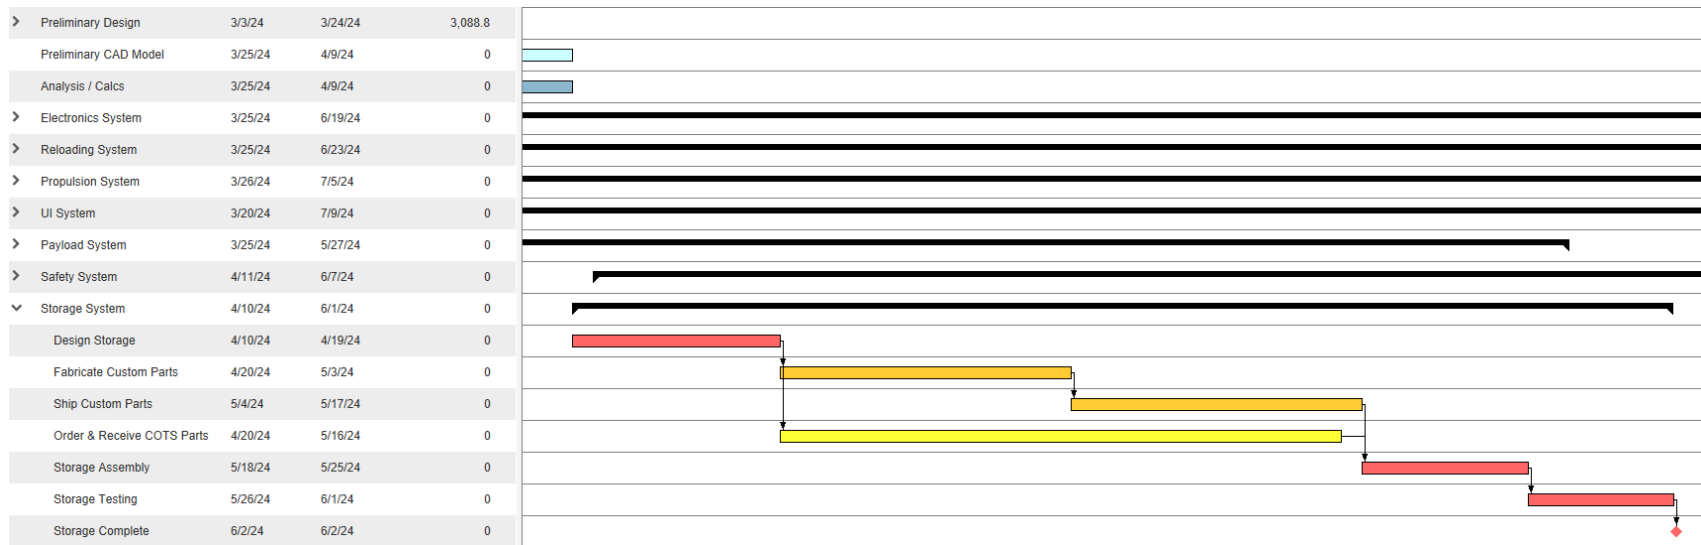 Preliminary Design 3/3/24 3/24/24 3,088.8
Preliminary CAD Model 3/25/24 4/9/24 0
Analysis / Calcs 3/25/24 4/9/24 0
Electronics System 3/25/24 6/19/24 0
Reloading System 3/25/24 6/23/24 0
Propulsion System 3/26/24 7/5/24 0
UI System 3/20/24 7/9/24 0
Payload System 3/25/24 5/27/24 0
Safety System 4/11/24 6/7/24 0
Storage System 4/10/24 6/1/24 0
Design Storage 4/10/24 4/19/24 0
Fabricate Custom Parts 4/20/24 5/3/24 0
Ship Custom Parts 5/4/24 5/17/24 0
Order & Receive COTS Parts 4/20/24 5/16/24 0
Storage Assembly 5/18/24 5/25/24 0
Storage Testing 5/26/24 6/1/24 0
Storage Complete 6/2/24 6/2/24 0